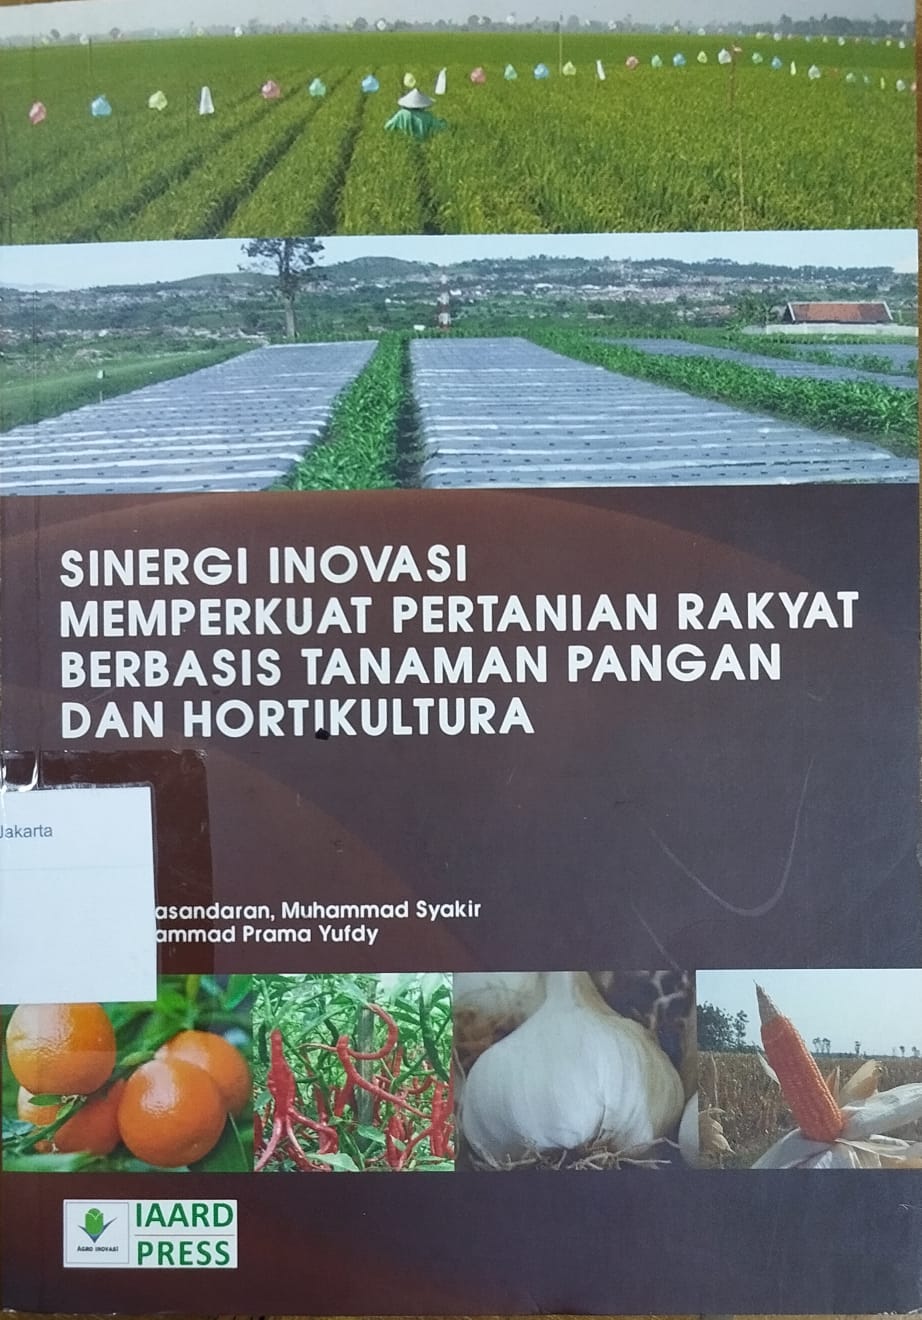 SINERGI INOVASI
MEMPERKUAT PERTANIAN RAKYAT
BERBASIS TANAMAN PANGAN
DAN HORTIKULTURA
Jakarta
asandaran, Muhammad Syakir
ammad Prama Yufdy
AGRO INOVASI
IAARD
PRESS